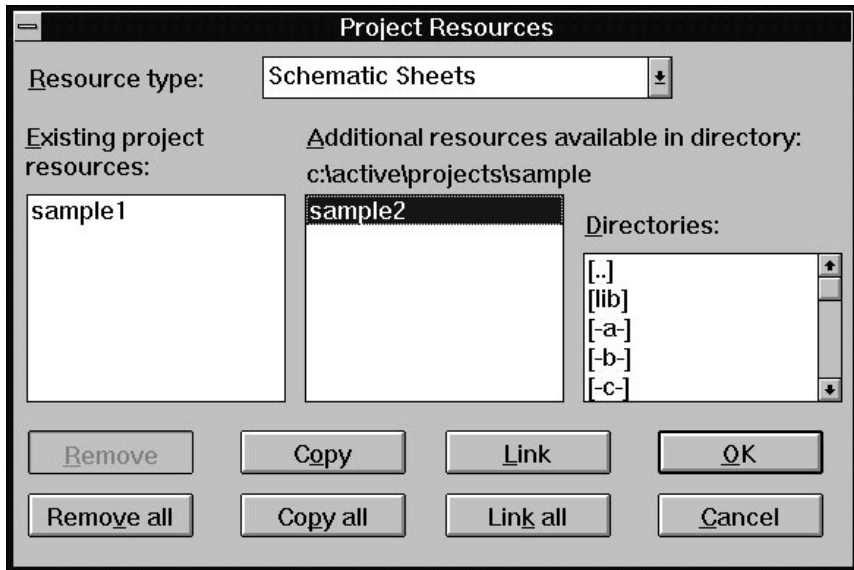 Project Resources
Resource type:
Schematic Sheets
Existing project
resources:
sample1
Additional resources available in directory:
c:\active\projects\sample
sample2
Directories:
[..]
[lib]
[-a-]
[-b-]
[-c-]
Remove
Copy
Link
OK
Remove all
Copy all
Link all
Cancel